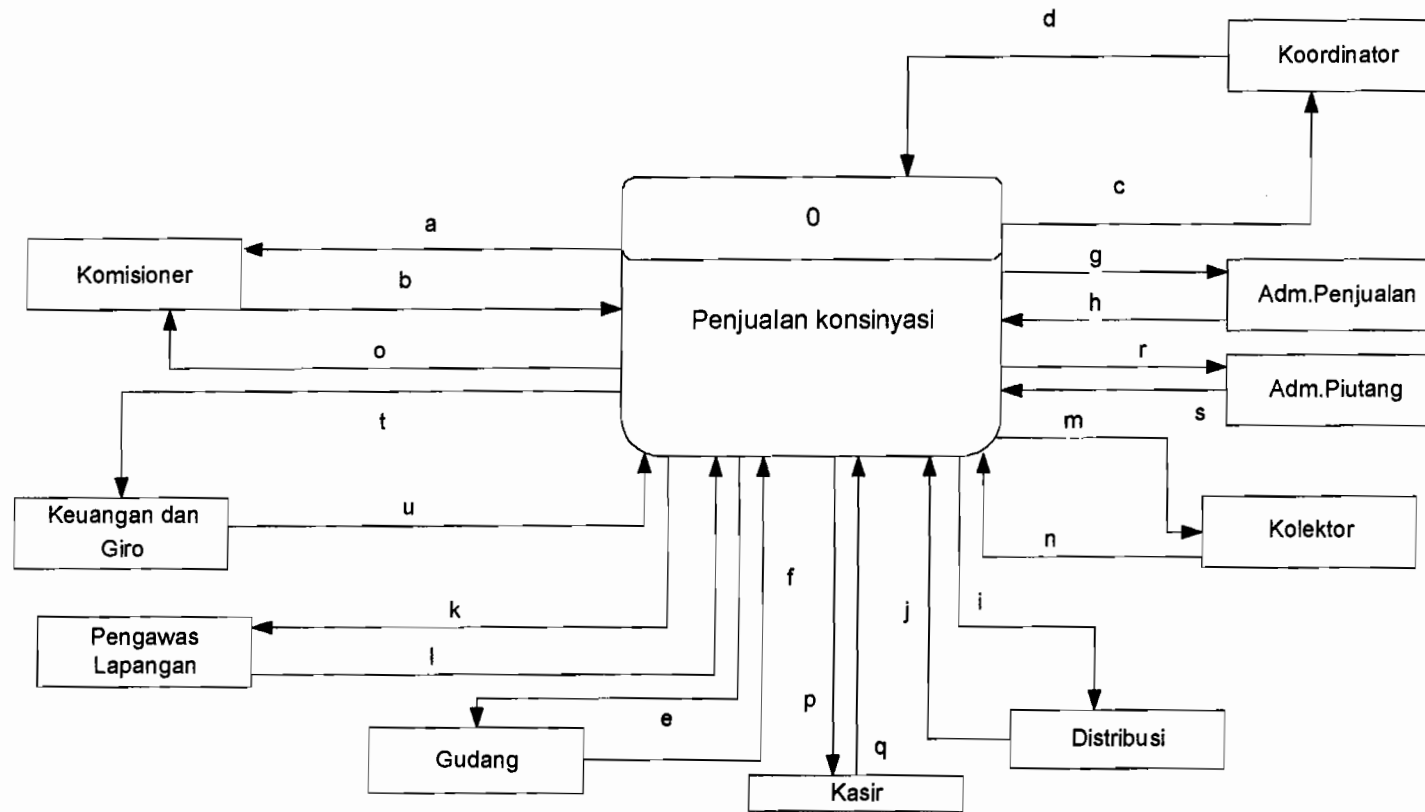 d
Koordinator
c
0
a
g
Komisioner
Adm.Penjualan
b
h
Penjualan konsinyasi
o
r
Adm.Piutang
t
s
m
Keuangan dan
Giro
u
Kolektor
n
f
k
j
i
Pengawas
Lapangan
l
e
p
Distribusi
q
Gudang
Kasir